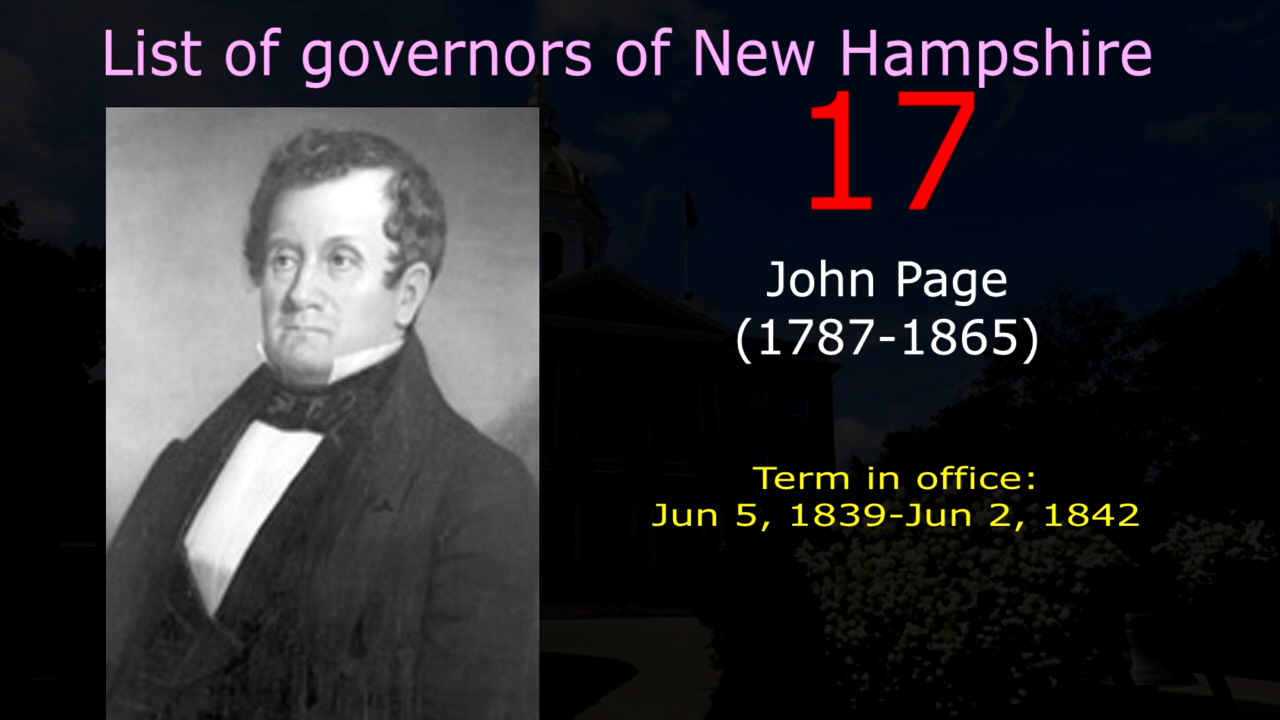 List of governors of New Hampshire
17
John Page
(1787-1865)
Term in office:
Jun 5, 1839-Jun 2, 1842